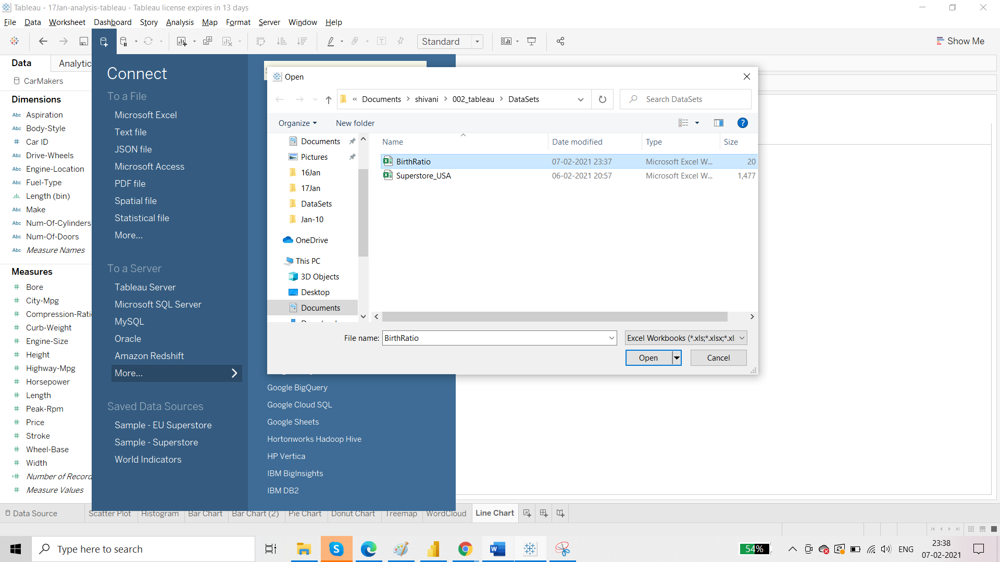 Tableau - 17Jan-analysis-tableau - Tableau license expires in 13 days
File Data Worksheet Dashboard Story Analysis Map Format Server Window Help
Standard
Show Me
Data
Analytic
CarMakers
Dimensions
Abc Aspiration
Abc Body-Style
# Car ID
Abc Drive-Wheels
Abc Engine-Location
Abc Fuel-Type
Length (bin)
Abc Make
Abc Num-Of-Cylinders
Abc Num-Of-Doors
Abc Measure Names
Measures
# Bore
# City-Mpg
# Compression-Rati
# Curb-Weight
# Engine-Size
# Height
# Highway-Mpg
# Horsepower
# Length
# Peak-Rpm
# Price
# Stroke
# Wheel-Base
# Width
=# Number of Record
# Measure Values
Connect
To a File
Microsoft Excel
Text file
JSON file
Microsoft Access
PDF file
Spatial file
Statistical file
More...
To a Server
Tableau Server
Microsoft SQL Server
MySQL
Oracle
Amazon Redshift
More...
Saved Data Sources
Sample - EU Superstore
Sample - Superstore
World Indicators
Google BigQuery
Google Cloud SQL
Google Sheets
Hortonworks Hadoop Hive
HP Vertica
IBM BigInsights
IBM DB2
Open
« Documents > shivani > 002_tableau > DataSets
Search DataSets
Organize
New folder
?
Documents
Pictures
16Jan
17Jan
DataSets
Jan-10
OneDrive
This PC
3D Objects
Desktop
Documents
Name Date modified Type Size
BirthRatio 07-02-2021 23:37 Microsoft Excel W... 20
Superstore_USA 06-02-2021 20:57 Microsoft Excel W... 1,477
File name: BirthRatio
Excel Workbooks (*.xls;*.xlsx;*.xl
Open
Cancel
Data Source Scatter Plot Histogram Bar Chart Bar Chart (2) Pie Chart Donut Chart Treemap WordCloud Line Chart
Type here to search
54%
ENG
23:38
07-02-2021